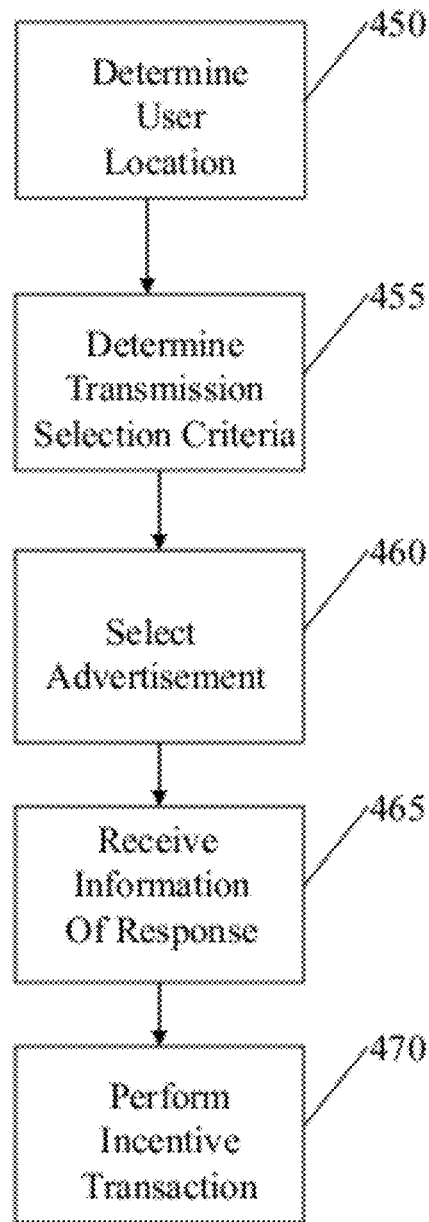 450
Determine
User
Location
455
Determine
Transmission
Selection Criteria
460
Select
Advertisement
465
Receive
Information
Of Response
470
Perform
Incentive
Transaction